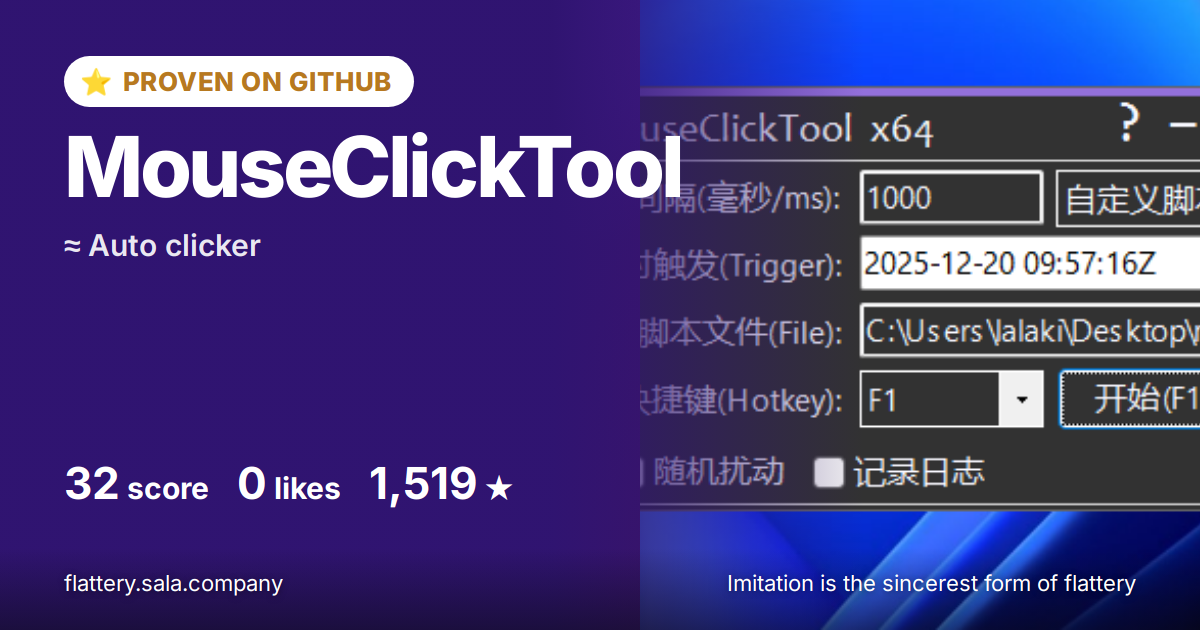 ⭐ PROVEN ON GITHUB
MouseClickTool
≈ Auto clicker
32 score 0 likes 1,519 ★
flattery.sala.company
useClickTool x64 ? –
隔(毫秒/ms): 1000 自定义脚
触发(Trigger): 2025-12-20 09:57:16Z
脚本文件(File): C:\Users\lalaki\Desktop\
捷键(Hotkey): F1 开始(F1
随机扰动 记录日志
Imitation is the sincerest form of flattery